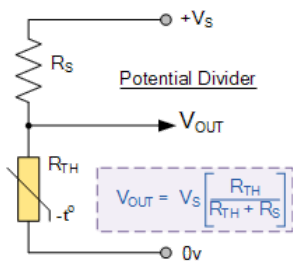 +VS
RS
Potential Divider
VOUT
RTH
-t°
VOUT = VS [ RTH / RTH + RS ]
0v